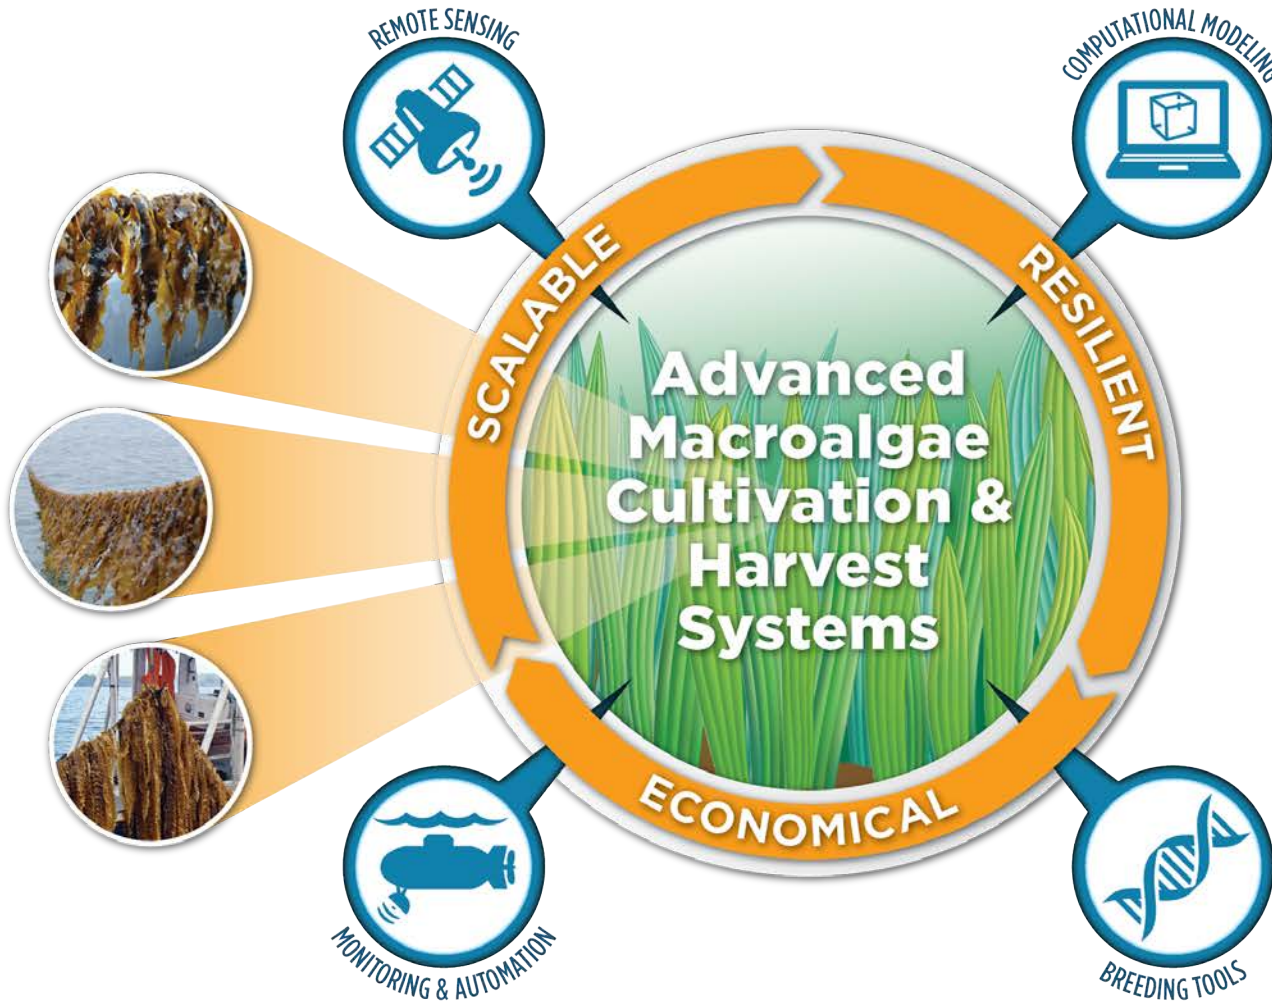 REMOTE SENSING
COMPUTATIONAL MODELING
SCALABLE
RESILIENT
Advanced
Macroalgae
Cultivation &
Harvest
Systems
ECONOMICAL
MONITORING & AUTOMATION
BREEDING TOOLS